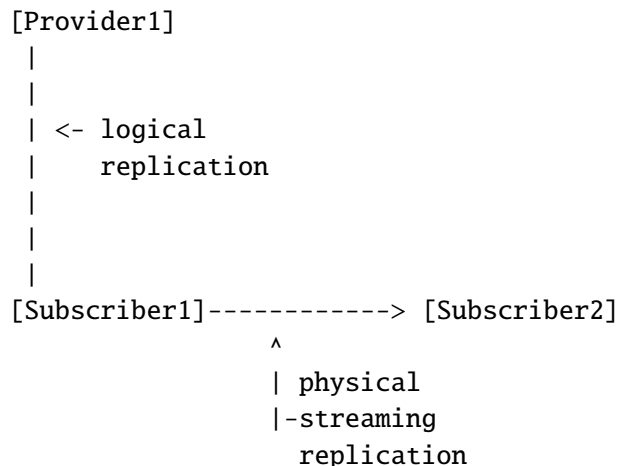 [Provider1]
|
|
| <- logical
| replication
|
|
|
[Subscriber1]------------> [Subscriber2]
^
| physical
|-streaming
replication